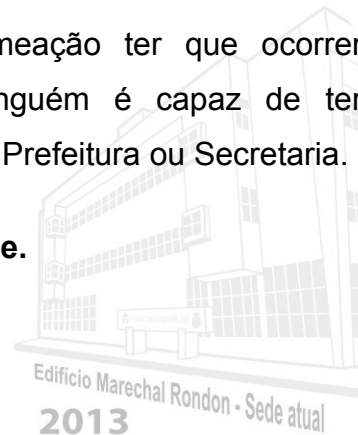 meação ter que ocorrer
nguém é capaz de ter
Prefeitura ou Secretaria.
e.
Edifício Marechal Rondon - Sede atual
2013